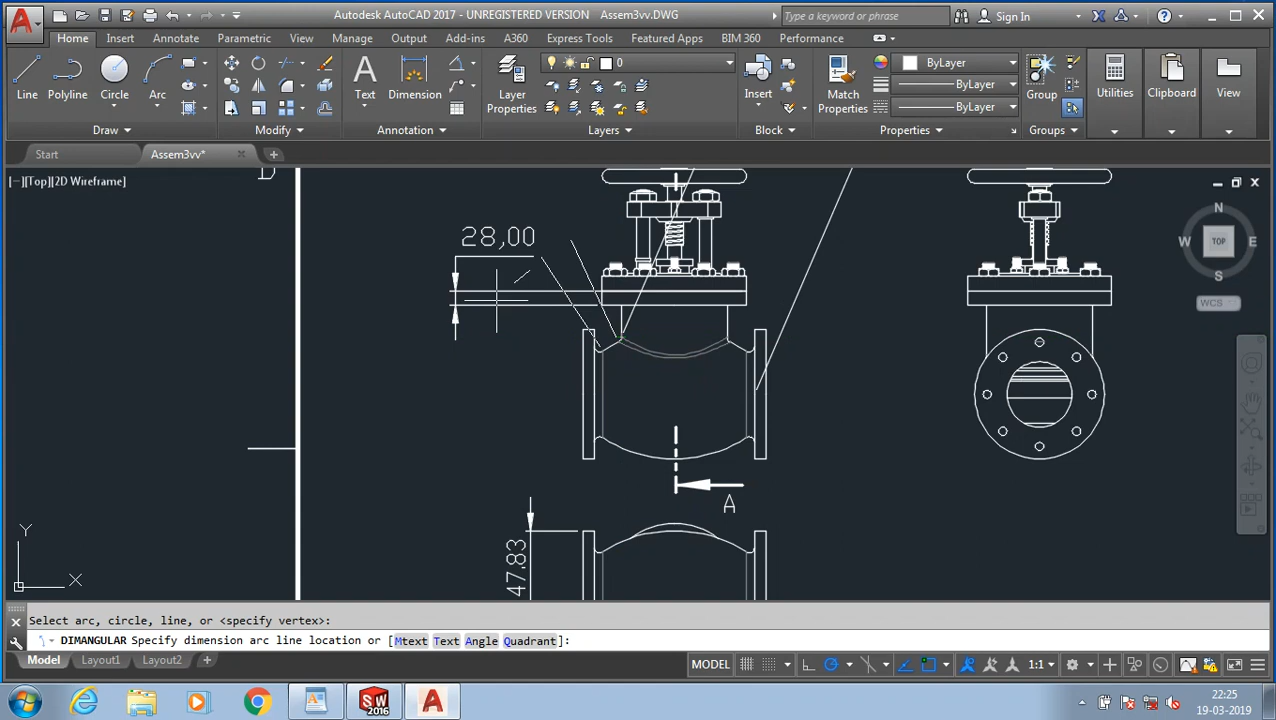 Autodesk AutoCAD 2017 - UNREGISTERED VERSION Assem3vv.DWG
Type a keyword or phrase
Sign In
Home Insert Annotate Parametric View Manage Output Add-ins A360 Express Tools Featured Apps BIM 360 Performance
Line Polyline Circle Arc
Text Dimension
Layer Properties
0
Insert
Match Properties
ByLayer
ByLayer
ByLayer
Group
Utilities
Clipboard
View
Draw Modify Annotation Layers Block Properties Groups
Start Assem3vv*
[−][Top][2D Wireframe]
D
28,00
A
47,83
N
W TOP E
S
WCS
Y
X
Select arc, circle, line, or <specify vertex>:
DIMANGULAR Specify dimension arc line location or [Mtext Text Angle Quadrant]:
Model Layout1 Layout2 +
MODEL
1:1
SW
2016
22:25
19-03-2019